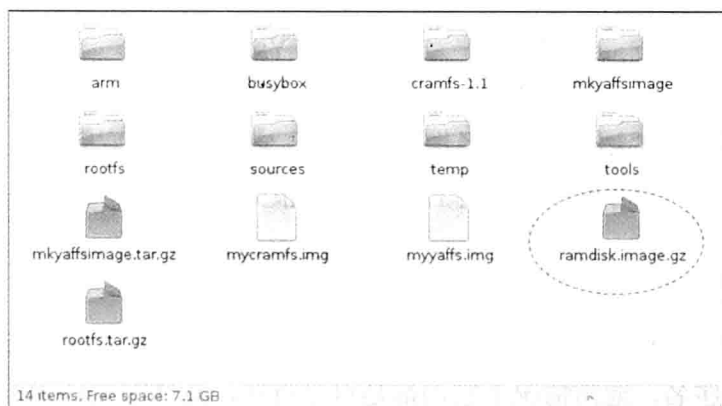 arm busybox cramfs-1.1 mkyaffsimage
rootfs sources temp tools
mkyaffsimage.tar.gz mycramfs.img myyaffs.img ramdisk.image.gz
rootfs.tar.gz
14 items, Free space: 7.1 GB